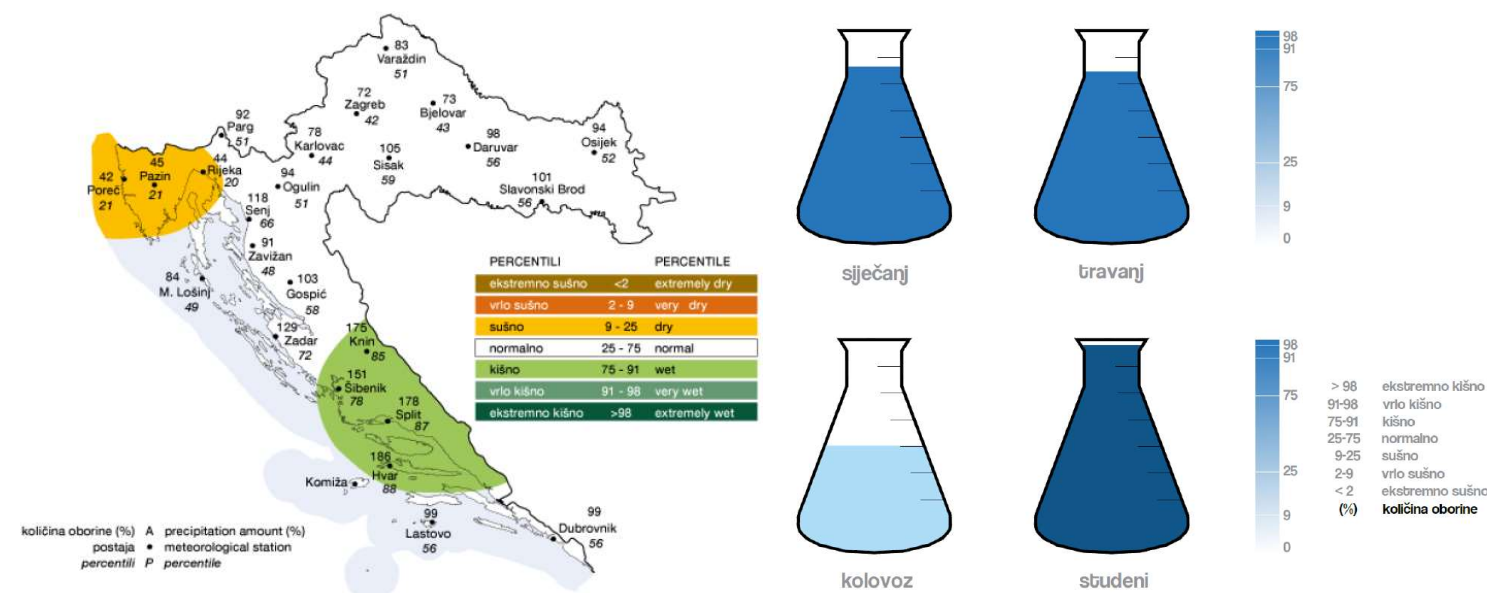 83
Varaždin
51
72
Zagreb
42
73
Bjelovar
43
92
Parg
51
78
Karlovac
44
98
Daruvar
56
94
Osijek
52
105
Sisak
59
44
Rijeka
20
45
Pazin
21
42
Poreč
21
94
Ogulin
51
101
Slavonski Brod
56
118
Senj
66
91
Zavižan
48
84
M. Lošinj
49
103
Gospić
58
129
Zadar
72
175
Knin
85
151
Šibenik
78
178
Split
87
186
Hvar
88
Komiža
99
Lastovo
56
99
Dubrovnik
56
PERCENTILI PERCENTILE
ekstremno sušno <2 extremely dry
vrlo sušno 2 - 9 very dry
sušno 9 - 25 dry
normalno 25 - 75 normal
kišno 75 - 91 wet
vrlo kišno 91 - 98 very wet
ekstremno kišno >98 extremely wet
količina oborine (%) A precipitation amount (%)
postaja • meteorological station
percentili P percentile
siječanj
travanj
98
91
75
25
9
0
kolovoz
studeni
98
91
75
25
9
0
> 98 ekstremno kišno
91-98 vrlo kišno
75-91 kišno
25-75 normalno
9-25 sušno
2-9 vrlo sušno
< 2 ekstremno sušno
(%) količina oborine